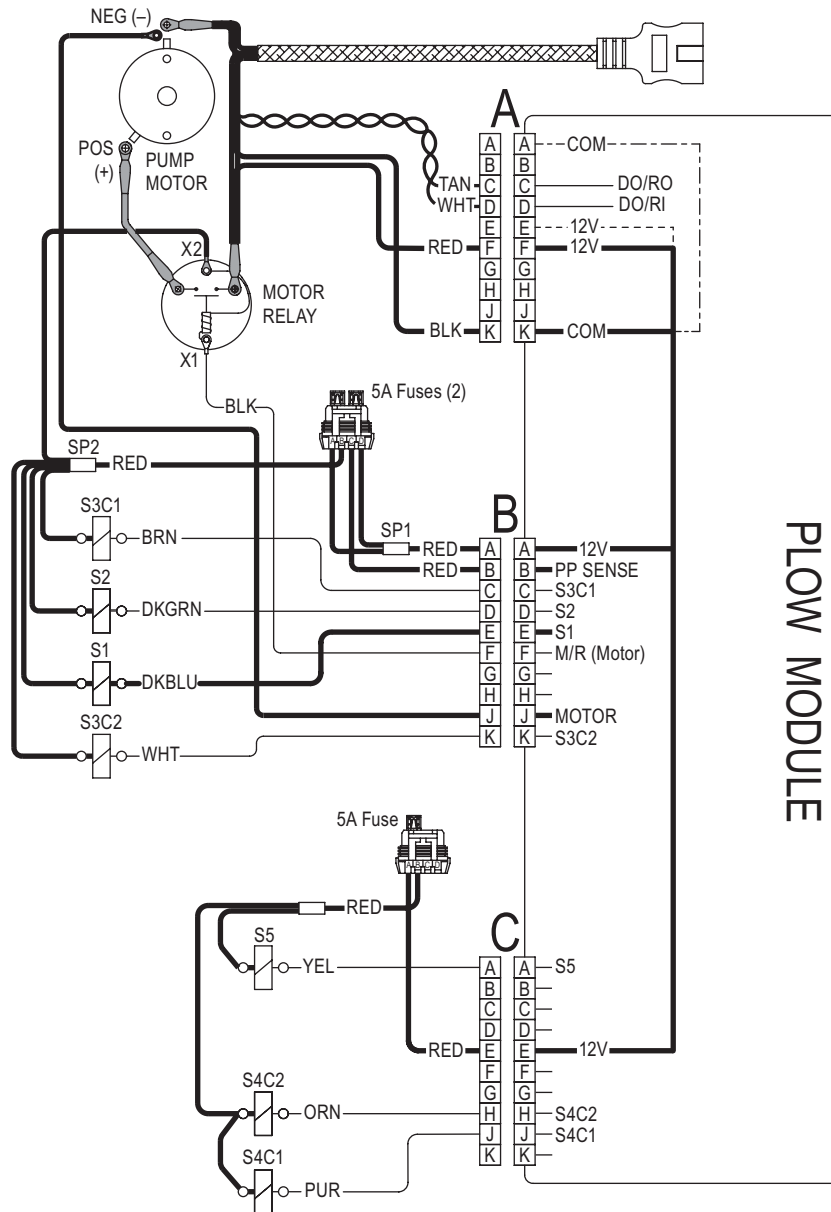 NEG (–)
POS
(+)
PUMP
MOTOR
X2
MOTOR
RELAY
X1
TAN
WHT
RED
BLK
A
A
B
C
D
E
F
G
H
J
K
A
B
C
D
E
F
G
H
J
K
COM
DO/RO
DO/RI
12V
12V
COM
BLK
5A Fuses (2)
A B C D
SP2
RED
SP1
RED
RED
S3C1
BRN
S2
DKGRN
S1
DKBLU
S3C2
WHT
B
A
B
C
D
E
F
G
H
J
K
A
B
C
D
E
F
G
H
J
K
12V
PP SENSE
S3C1
S2
S1
M/R (Motor)
MOTOR
S3C2
PLOW MODULE
5A Fuse
A B C D
RED
S5
YEL
RED
S4C2
ORN
S4C1
PUR
C
A
B
C
D
E
F
G
H
J
K
A
B
C
D
E
F
G
H
J
K
S5
12V
S4C2
S4C1